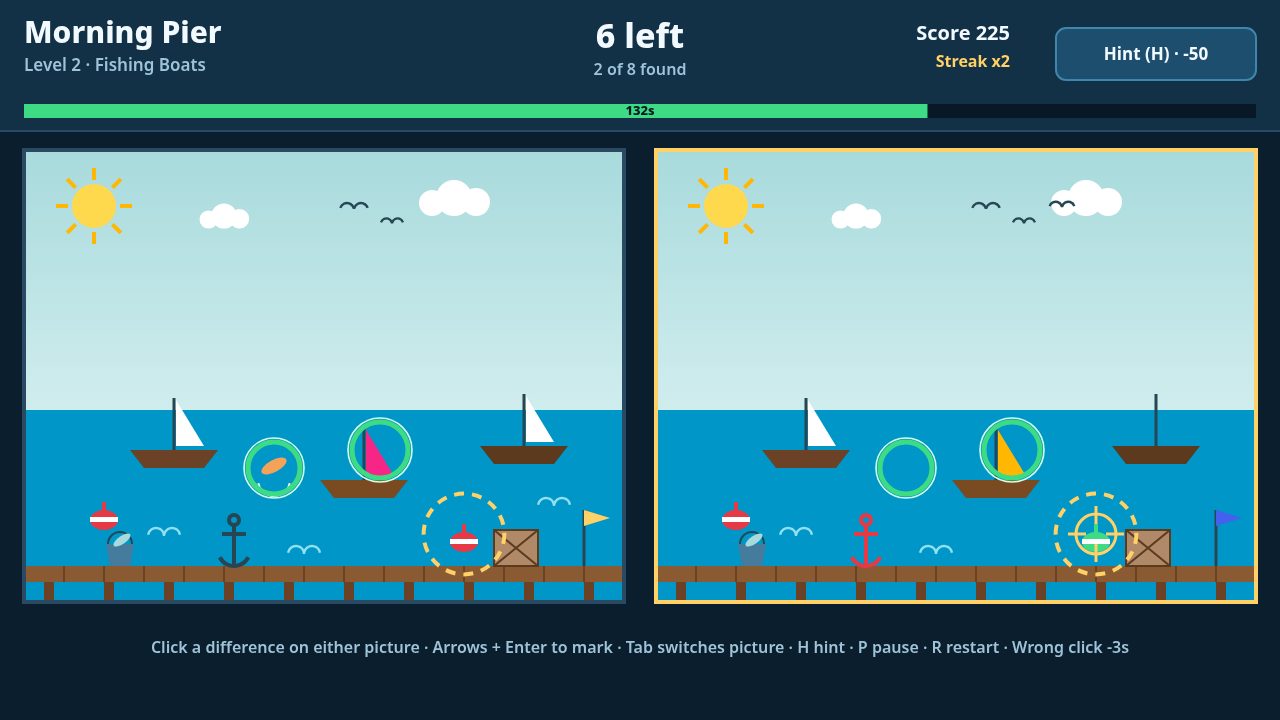 Morning Pier
Level 2 · Fishing Boats
6 left
2 of 8 found
Score 225
Streak x2
Hint (H) · -50
132s
Click a difference on either picture · Arrows + Enter to mark · Tab switches picture · H hint · P pause · R restart · Wrong click -3s